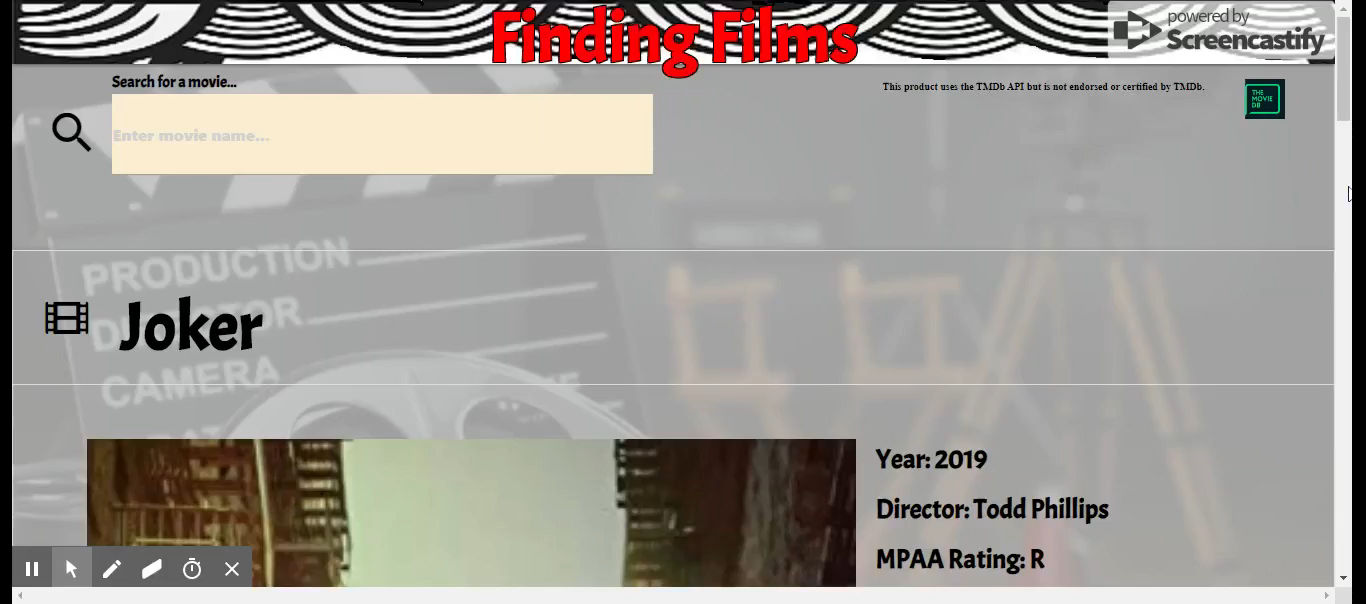 Finding Films
powered by
Screencastify
Search for a movie...
This product uses the TMDb API but is not endorsed or certified by TMDb.
THE
MOVIE
DB
Enter movie name...
PRODUCTION
Joker
CAMERA
Year: 2019
Director: Todd Phillips
MPAA Rating: R